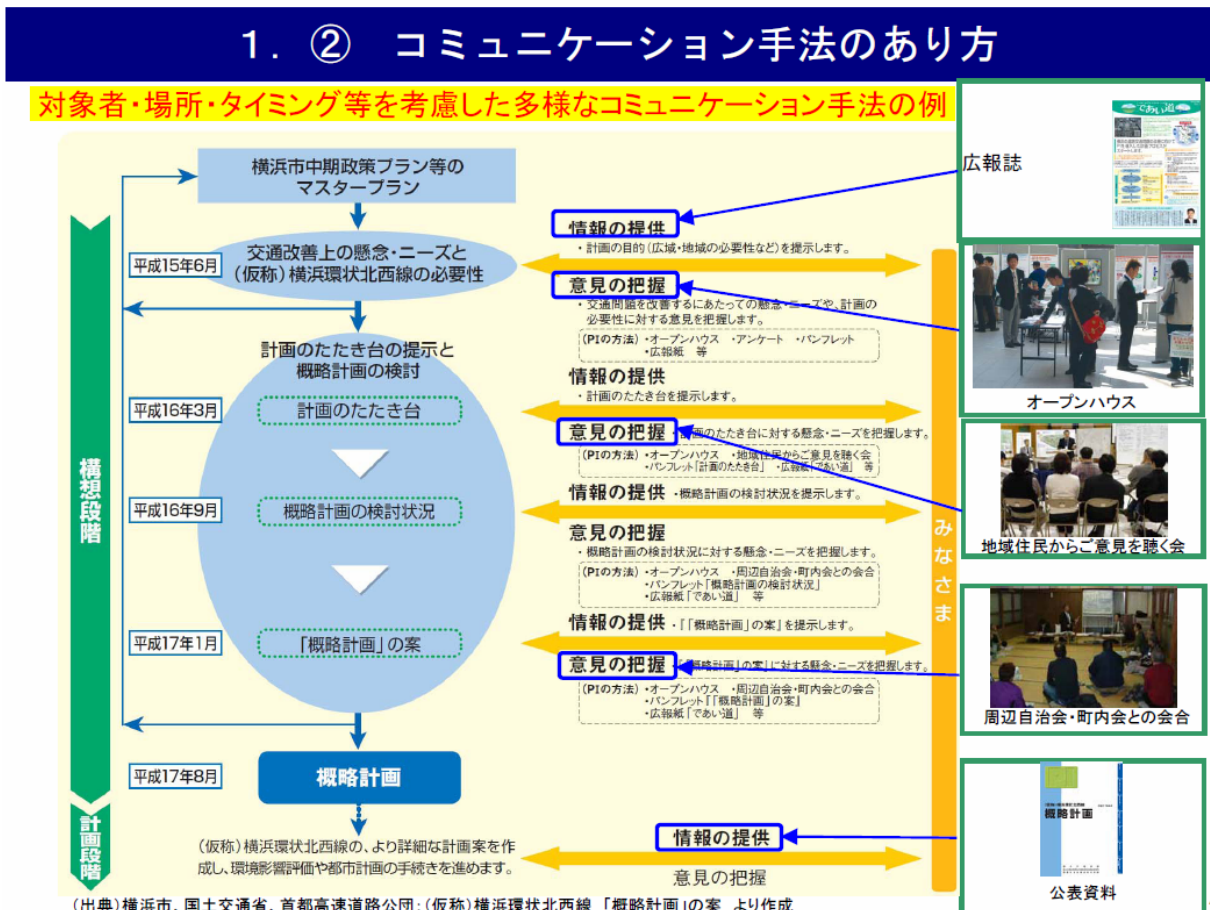 1. ② コミュニケーション手法のあり方
対象者・場所・タイミング等を考慮した多様なコミュニケーション手法の例
横浜市中期政策プラン等の
マスタープラン
構想段階
平成15年6月
交通改善上の懸念・ニーズと
(仮称)横浜環状北西線の必要性
情報の提供
・計画の目的(広域・地域の必要性など)を提示します。
意見の把握
・交通問題を改善するにあたっての懸念・ニーズや、計画の
必要性に対する意見を把握します。
(PIの方法) ・オープンハウス ・アンケート ・パンフレット
・広報紙 等
計画のたたき台の提示と
概略計画の検討
平成16年3月
計画のたたき台
情報の提供
・計画のたたき台を提示します。
意見の把握
計画のたたき台に対する懸念・ニーズを把握します。
(PIの方法) ・オープンハウス ・地域住民からご意見を聴く会
・パンフレット「計画のたたき台」 ・広報紙「であい道」 等
平成16年9月
概略計画の検討状況
情報の提供 ・概略計画の検討状況を提示します。
意見の把握
・概略計画の検討状況に対する懸念・ニーズを把握します。
(PIの方法) ・オープンハウス ・周辺自治会・町内会との会合
・パンフレット「概略計画の検討状況」
・広報紙「であい道」 等
平成17年1月
「概略計画」の案
情報の提供 ・「「概略計画」の案」を提示します。
意見の把握
「「概略計画」の案」に対する懸念・ニーズを把握します。
(PIの方法) ・オープンハウス ・周辺自治会・町内会との会合
・パンフレット「「概略計画」の案」
・広報紙「であい道」 等
みなさま
平成17年8月
概略計画
計画段階
(仮称)横浜環状北西線の、より詳細な計画案を作
成し、環境影響評価や都市計画の手続きを進めます。
情報の提供
意見の把握
広報誌
であい道
オープンハウス
地域住民からご意見を聴く会
周辺自治会・町内会との会合
概略計画
公表資料
(出典)横浜市、国土交通省、首都高速道路公団:(仮称)横浜環状北西線 「概略計画」の案 より作成